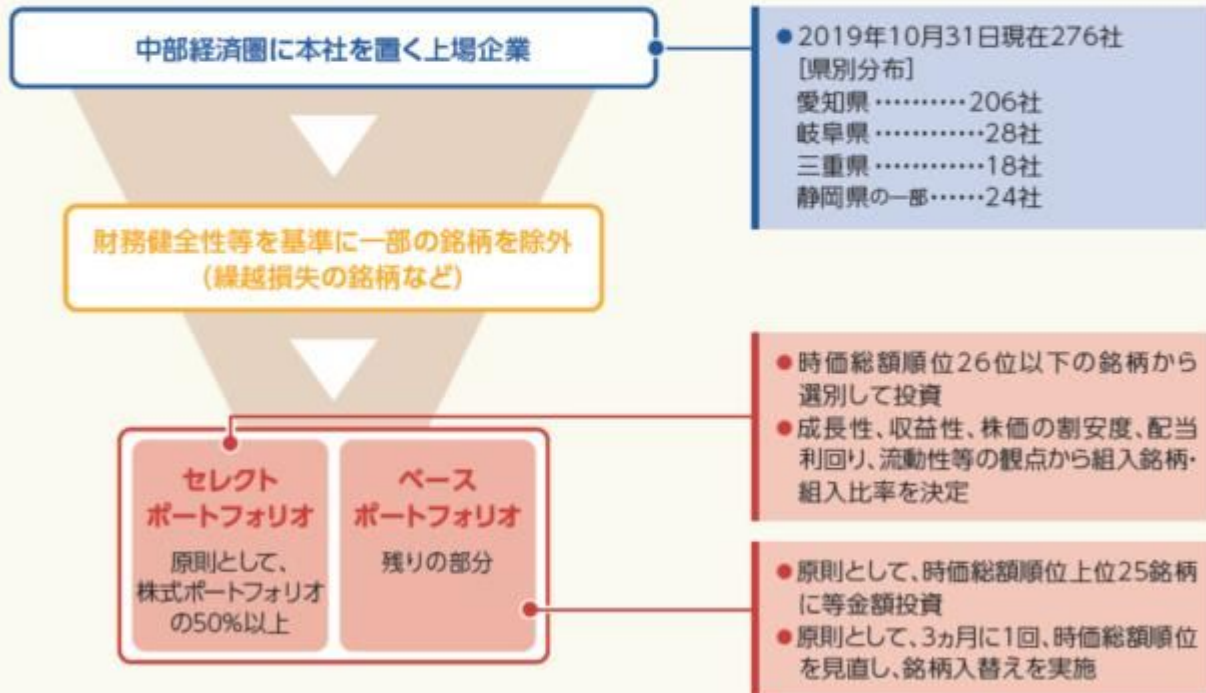 中部経済圏に本社を置く上場企業
●2019年10月31日現在276社
[県別分布]
愛知県‥‥‥‥‥206社
岐阜県‥‥‥‥‥‥28社
三重県‥‥‥‥‥‥18社
静岡県の一部‥‥‥24社
財務健全性等を基準に一部の銘柄を除外
(繰越損失の銘柄など)
セレクト
ポートフォリオ
原則として、
株式ポートフォリオ
の50%以上
ベース
ポートフォリオ
残りの部分
●時価総額順位26位以下の銘柄から
選別して投資
●成長性、収益性、株価の割安度、配当
利回り、流動性等の観点から組入銘柄・
組入比率を決定
●原則として、時価総額順位上位25銘柄
に等金額投資
●原則として、3ヵ月に1回、時価総額順位
を見直し、銘柄入替えを実施